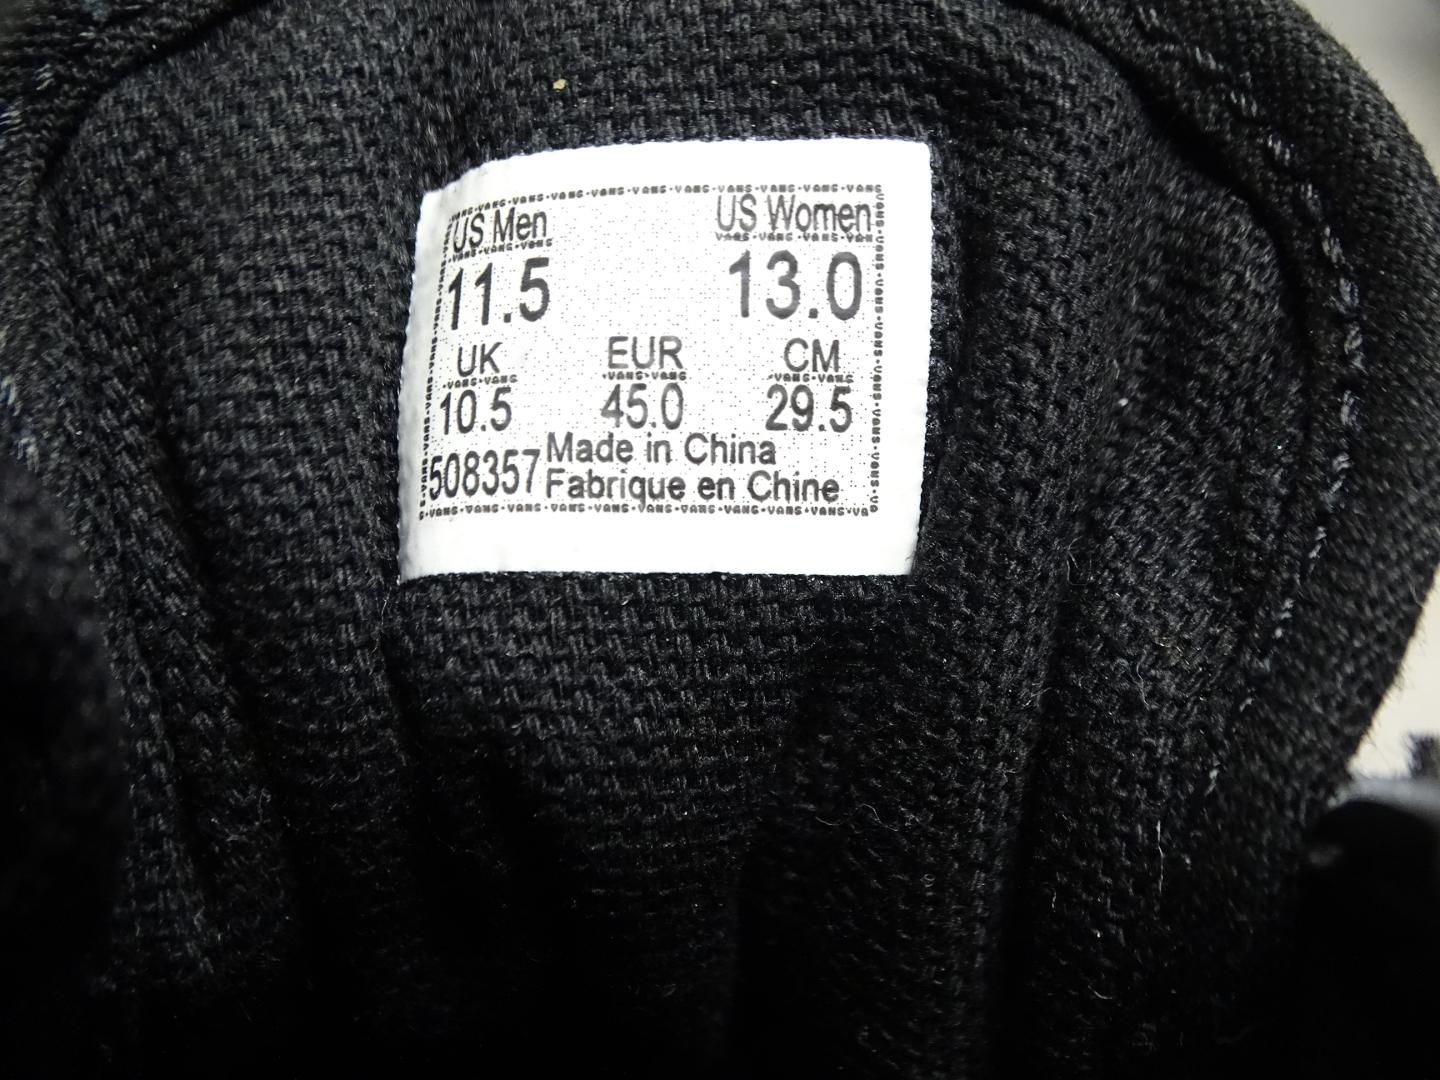 US Men US Women
11.5 13.0
UK EUR CM
10.5 45.0 29.5
508357 Made in China
Fabrique en Chine
VANS